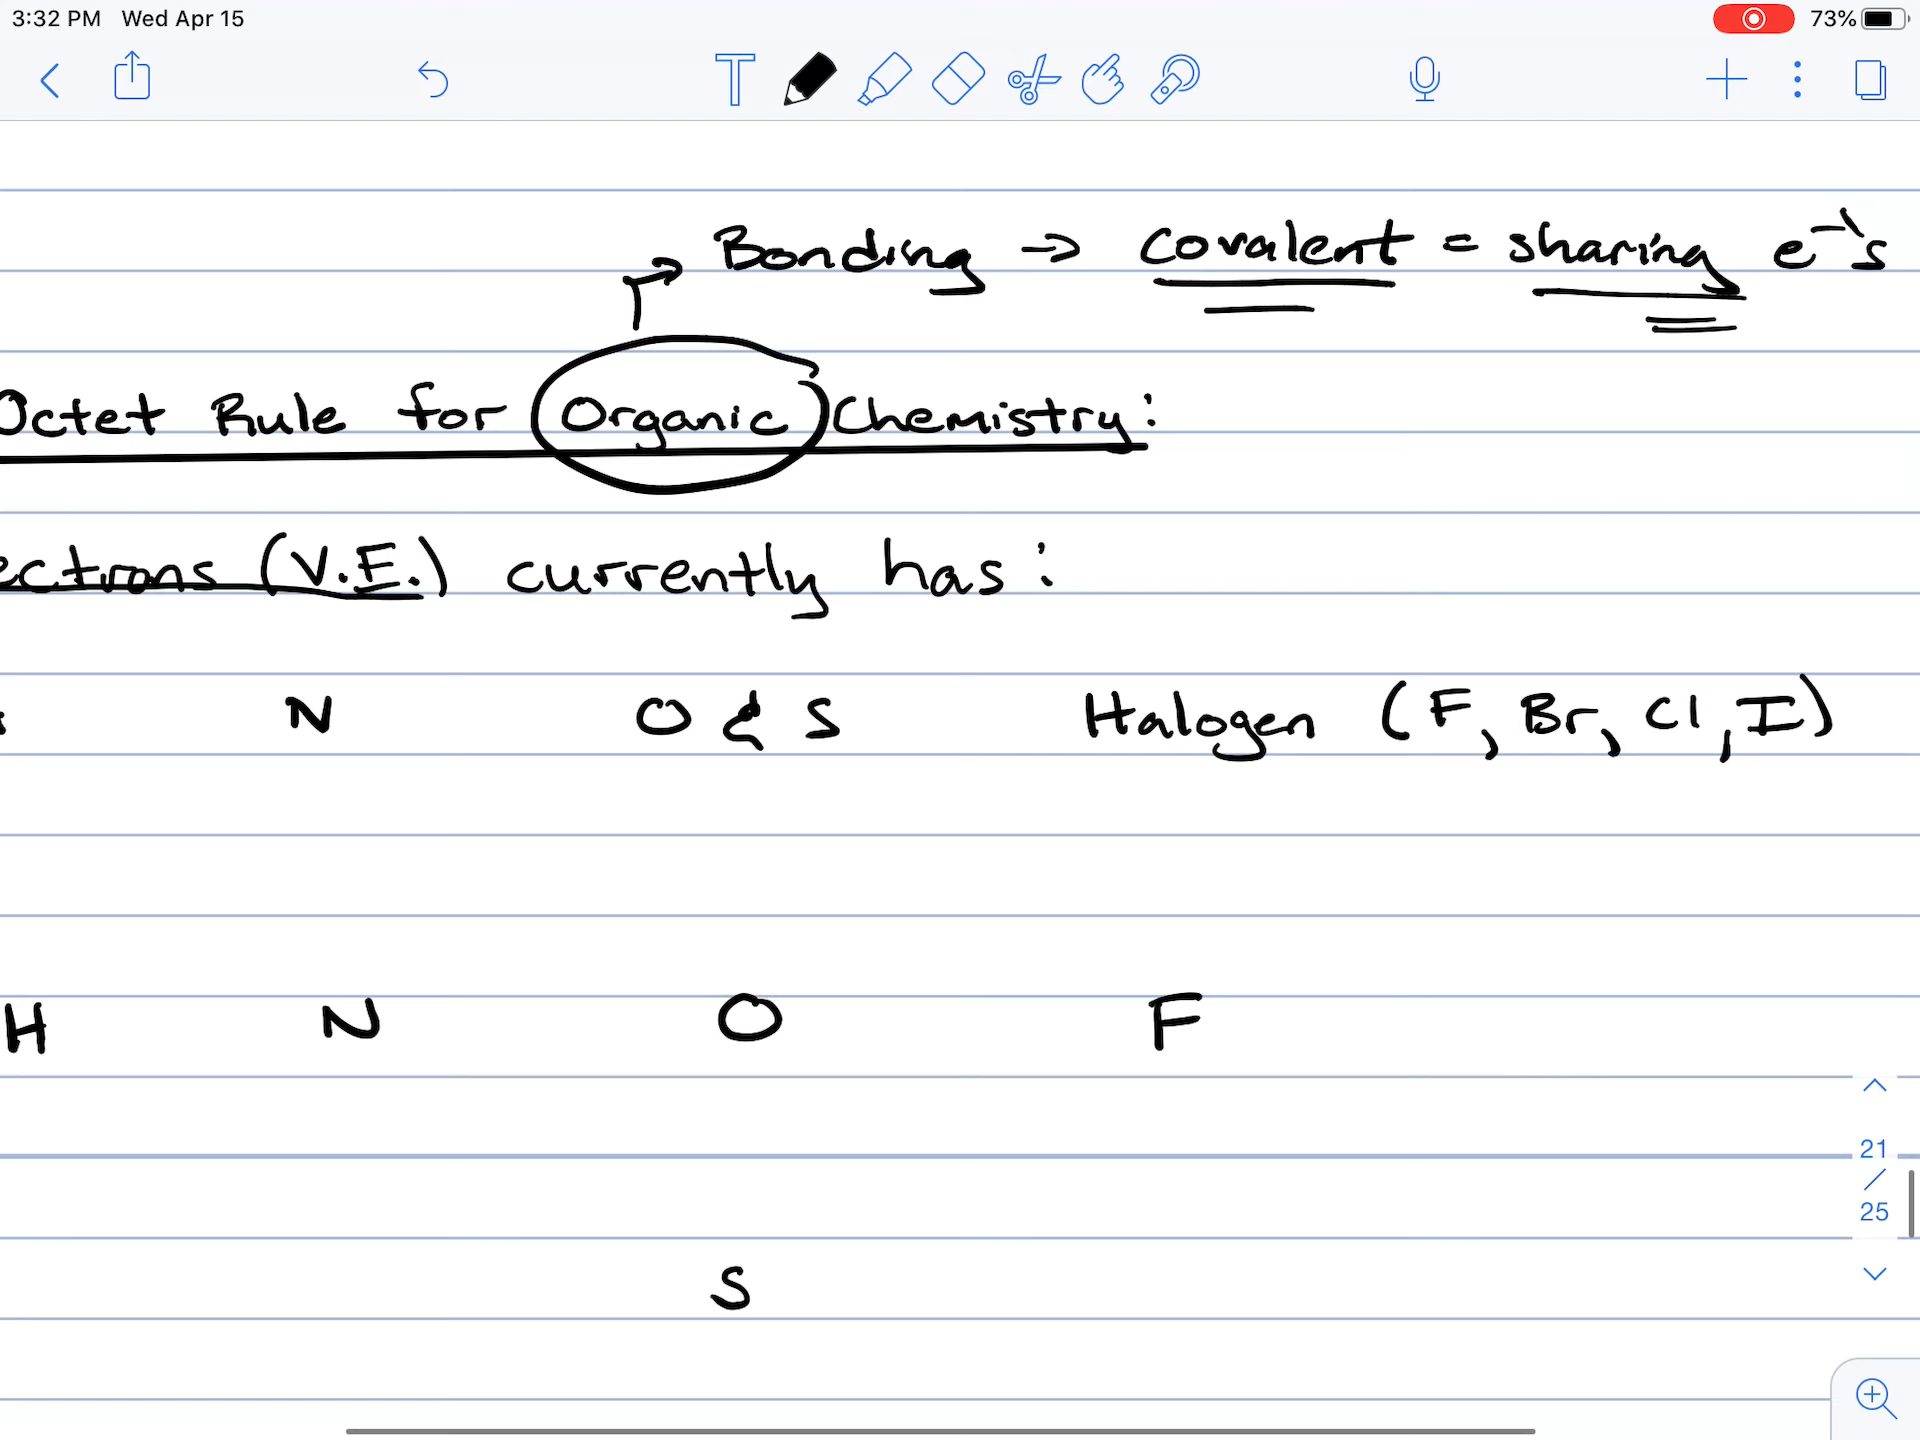 3:32 PM Wed Apr 15
73%
T
Bonding → covalent = sharing e⁻'s
Octet Rule for Organic Chemistry:
ectrons (V.E.) currently has:
N O & S Halogen (F, Br, Cl, I)
H N O F
21
/
25
S